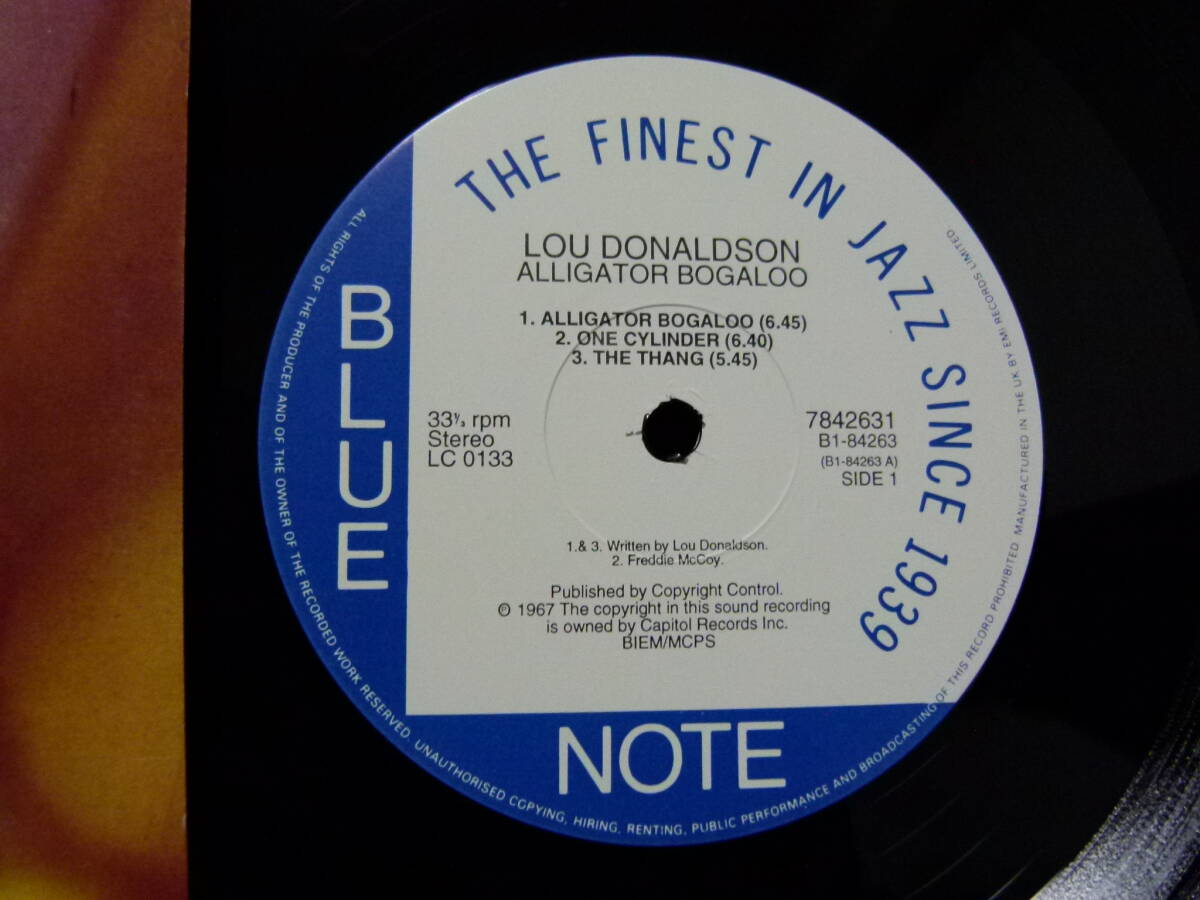 THE FINEST IN JAZZ SINCE 1939
LOU DONALDSON
ALLIGATOR BOGALOO
1. ALLIGATOR BOGALOO (6.45)
2. ONE CYLINDER (6.40)
3. THE THANG (5.45)
33⅓ rpm
Stereo
LC 0133
7842631
B1-84263
(B1-84263 A)
SIDE 1
1.& 3. Written by Lou Donaldson.
2. Freddie McCoy.
Published by Copyright Control.
℗ 1967 The copyright in this sound recording
is owned by Capitol Records Inc.
BIEM/MCPS
BLUE
NOTE
ALL RIGHTS OF THE PRODUCER AND OF THE OWNER OF THE RECORDED WORK RESERVED. UNAUTHORISED COPYING, HIRING, RENTING, PUBLIC PERFORMANCE AND BROADCASTING OF THIS RECORD PROHIBITED. MANUFACTURED IN THE UK BY EMI RECORDS LIMITED.